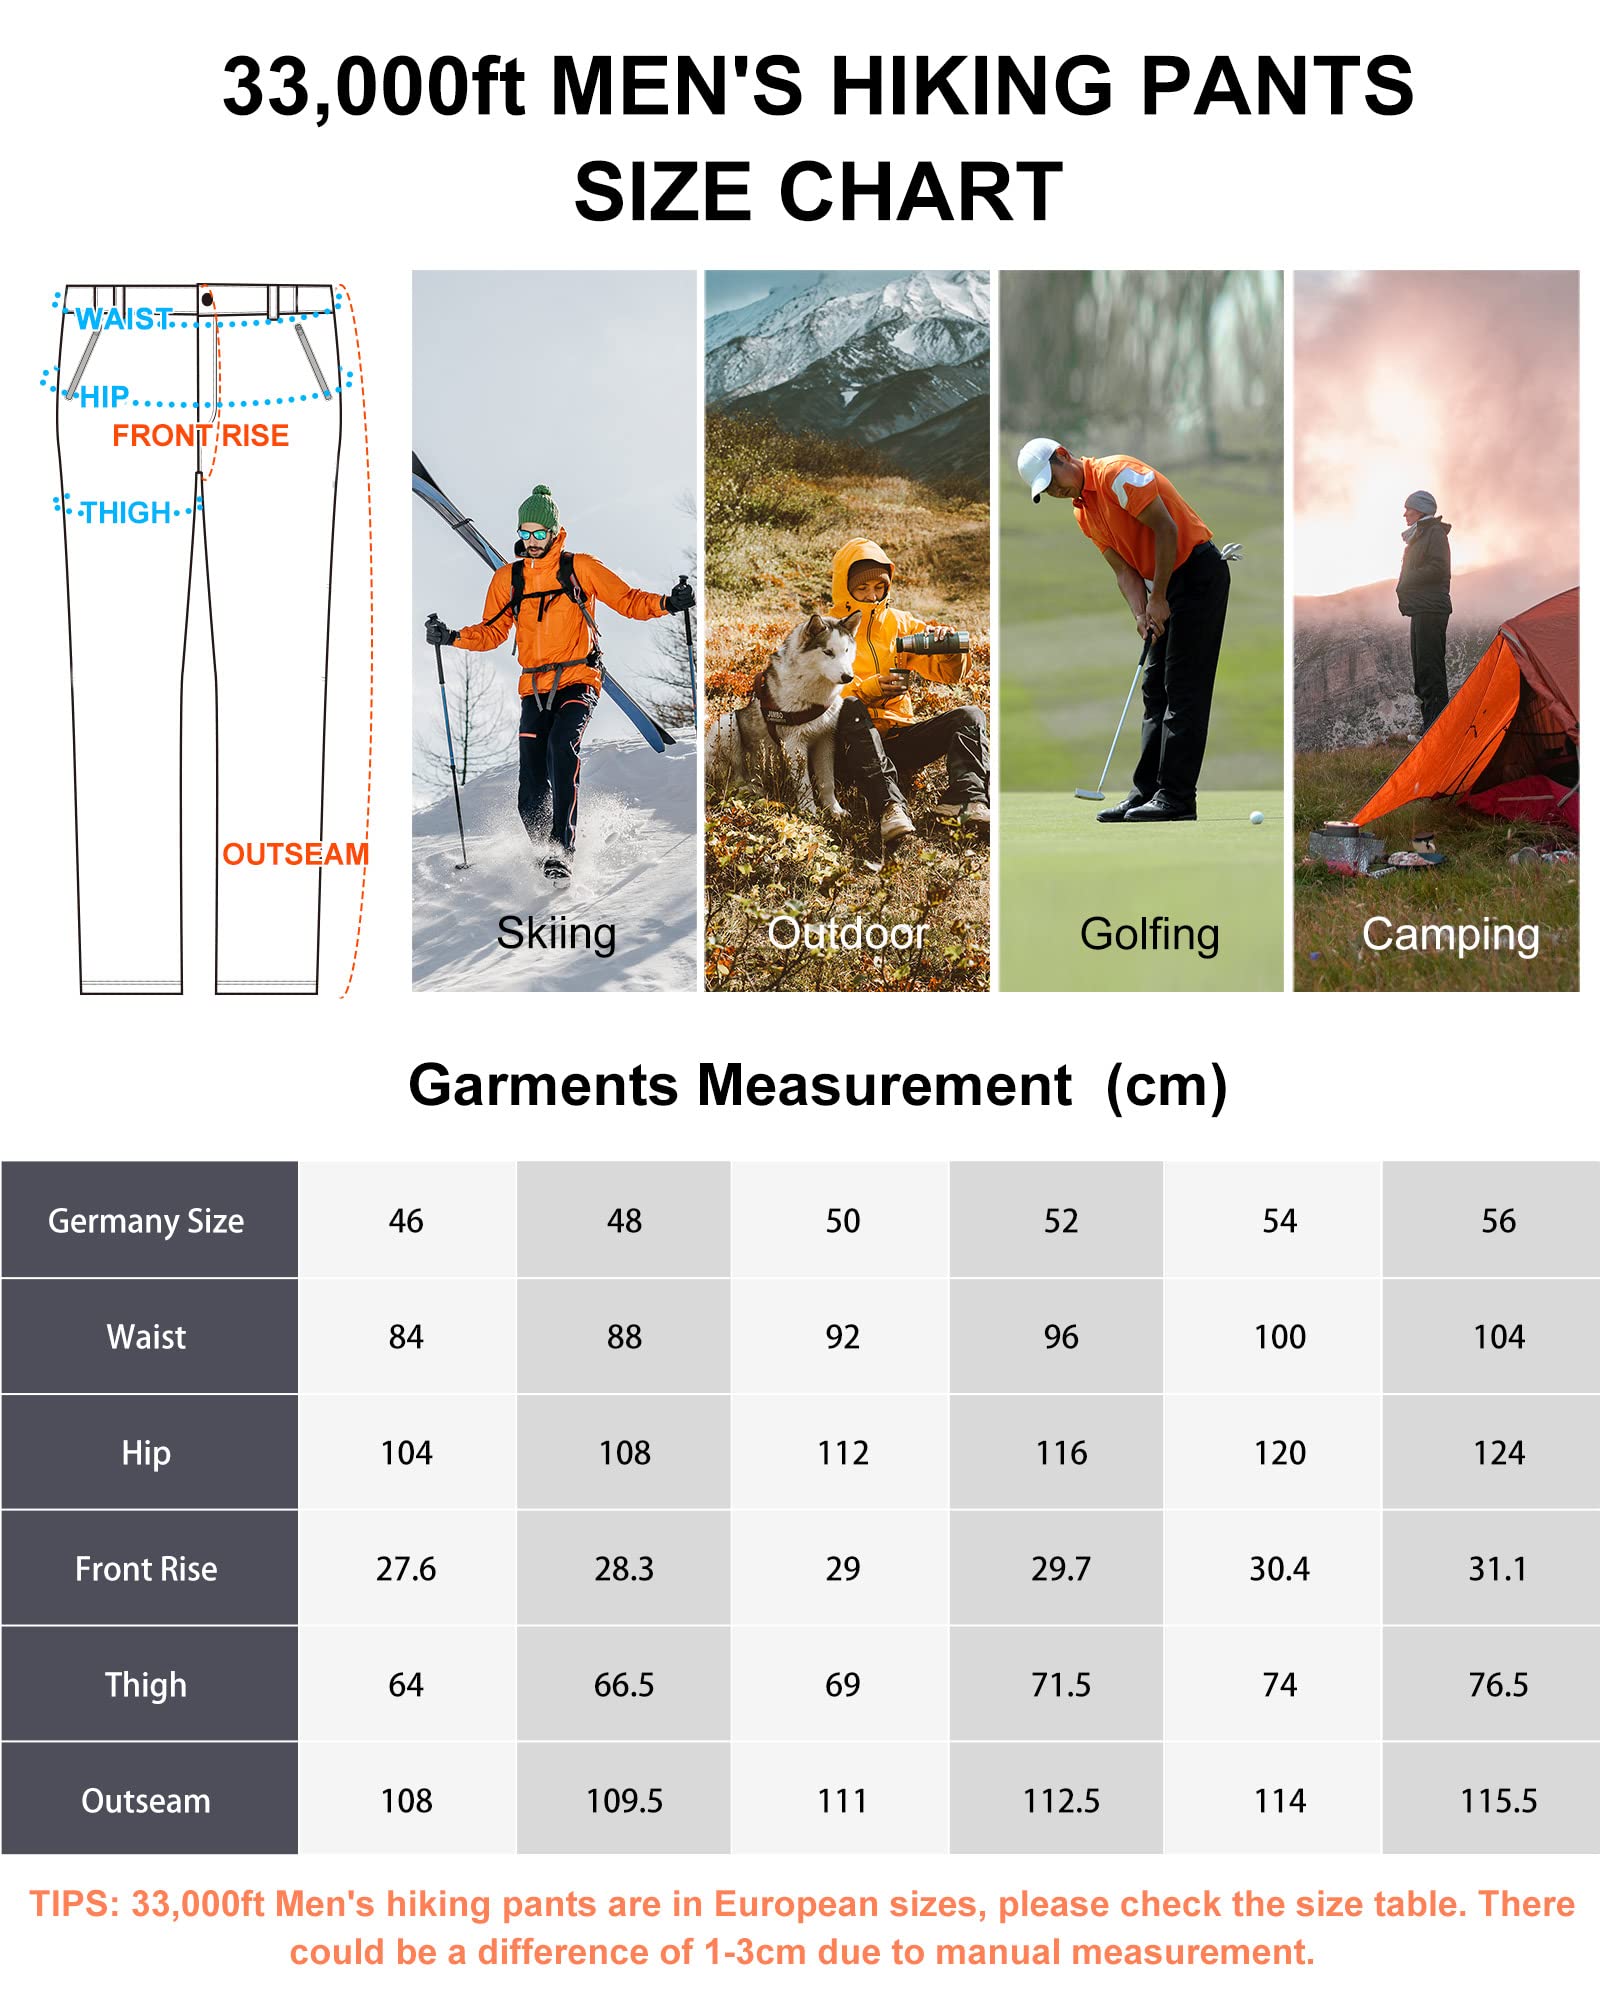 33,000ft MEN'S HIKING PANTS
SIZE CHART
WAIST
HIP
FRONT RISE
THIGH
OUTSEAM
JIMBO
Skiing Outdoor Golfing Camping
Garments Measurement (cm)
Germany Size 46 48 50 52 54 56
Waist 84 88 92 96 100 104
Hip 104 108 112 116 120 124
Front Rise 27.6 28.3 29 29.7 30.4 31.1
Thigh 64 66.5 69 71.5 74 76.5
Outseam 108 109.5 111 112.5 114 115.5
TIPS: 33,000ft Men's hiking pants are in European sizes, please check the size table. There
could be a difference of 1-3cm due to manual measurement.